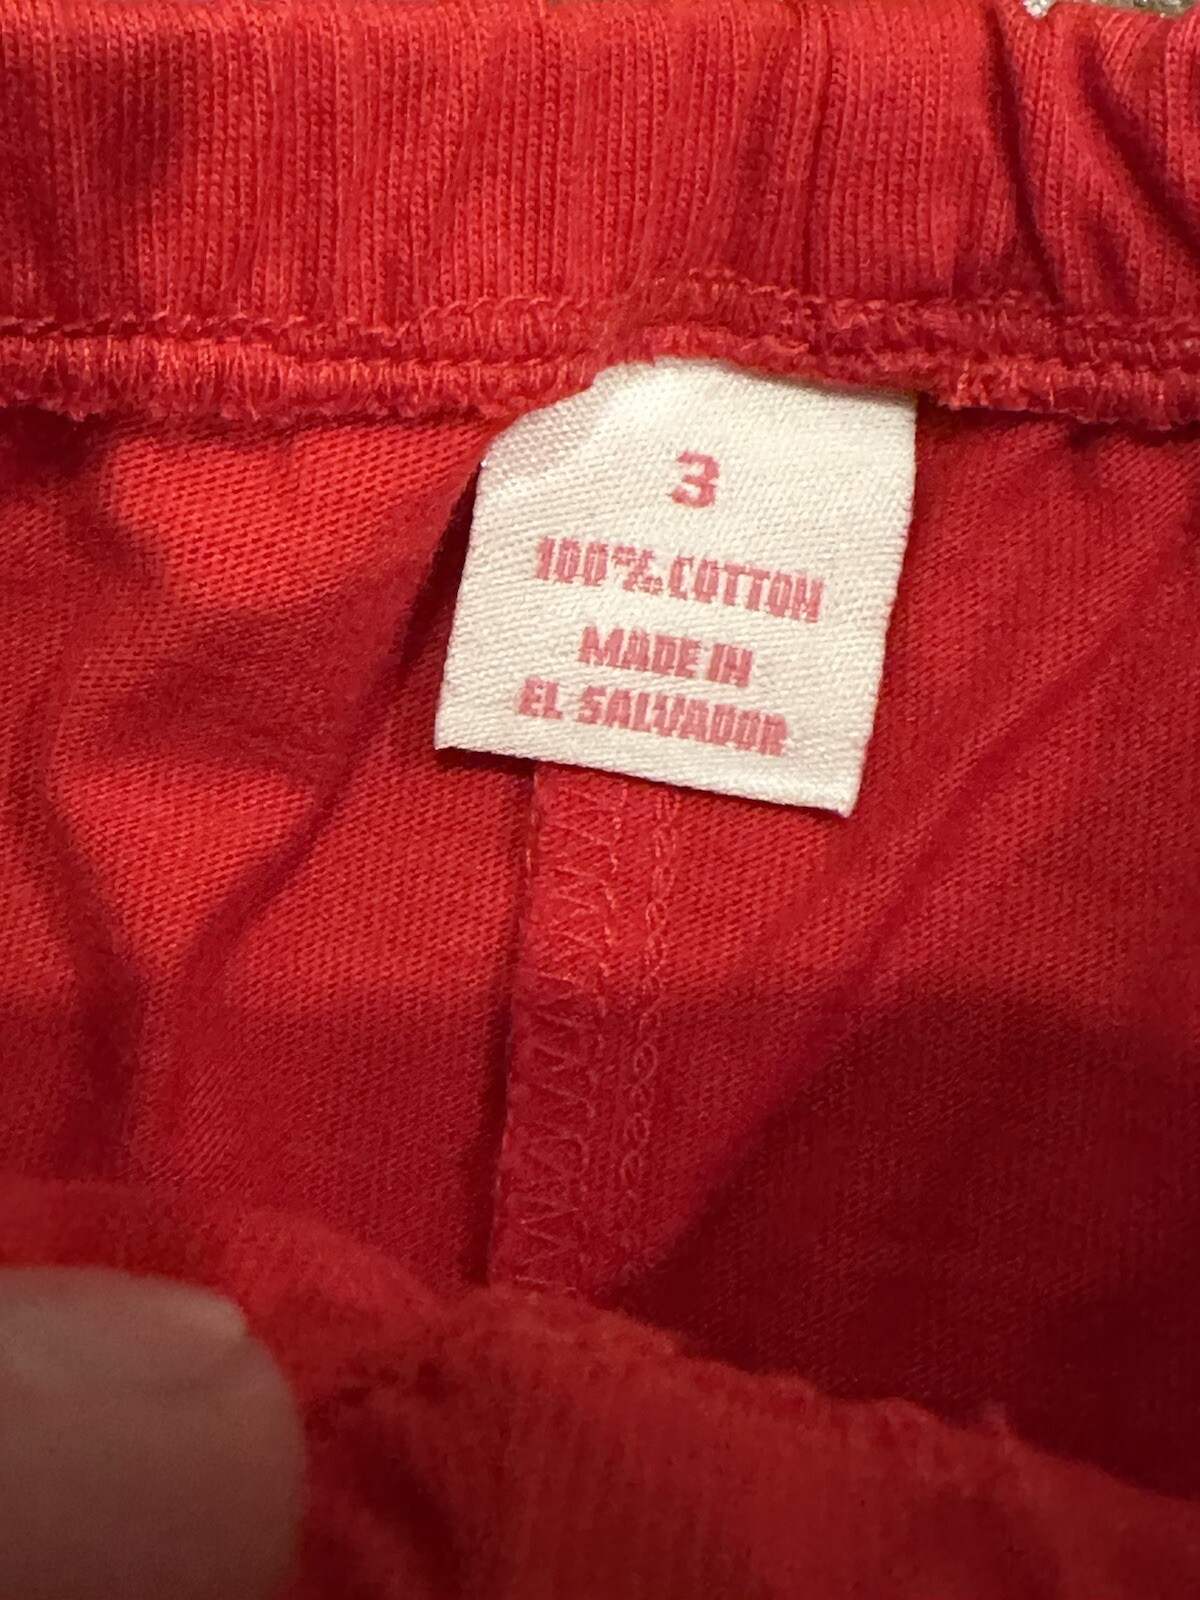 3
100% COTTON
MADE IN
EL SALVADOR